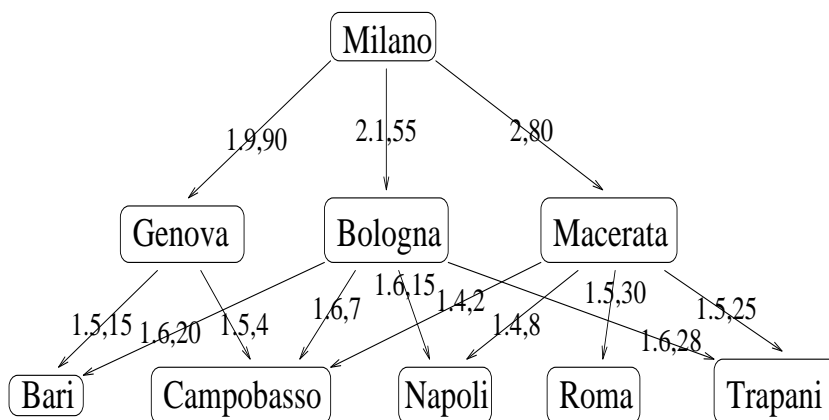 Milano
1.9,90
2.1,55
2,80
Genova
Bologna
Macerata
1.5,15
1.6,20
1.5,4
1.6,7
1.6,15
1.4,2
1.4,8
1.5,30
1.6,28
1.5,25
Bari
Campobasso
Napoli
Roma
Trapani